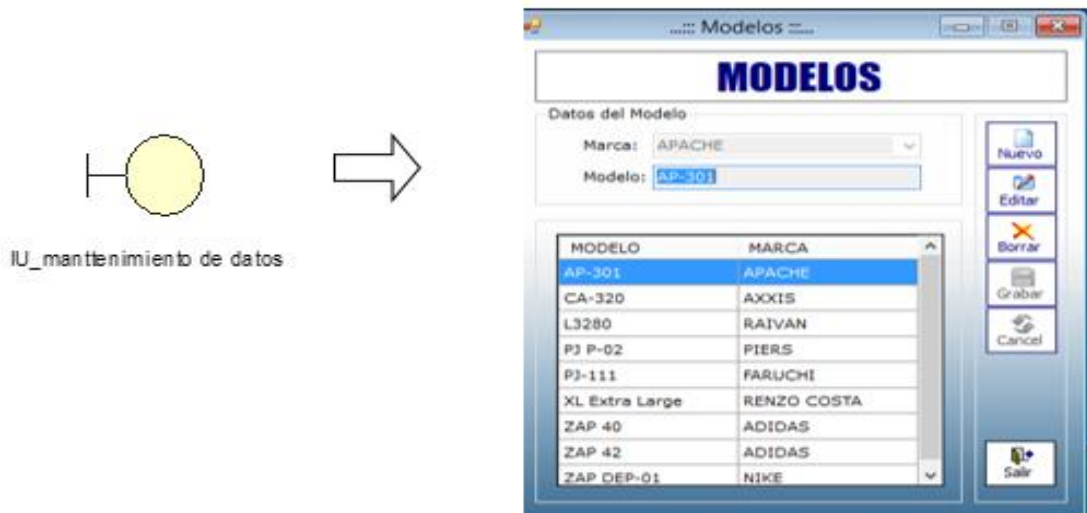 IU_manttenimiento de datos
...::: Modelos :::...
MODELOS
Datos del Modelo
Marca: APACHE
Modelo: AP-301
MODELO MARCA
AP-301 APACHE
CA-320 AXXIS
L3280 RAIVAN
PJ P-02 PIERS
PJ-111 FARUCHI
XL Extra Large RENZO COSTA
ZAP 40 ADIDAS
ZAP 42 ADIDAS
ZAP DEP-01 NIKE
Nuevo
Editar
Borrar
Grabar
Cancel
Salir